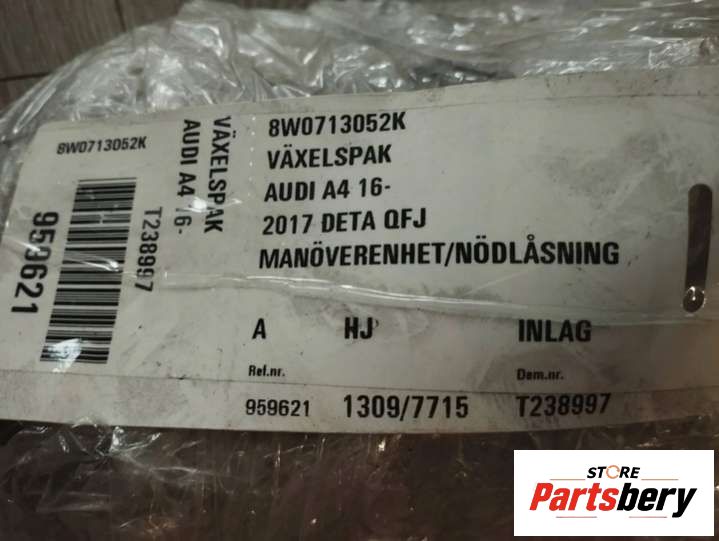 8W0713052K
VÄXELSPAK
AUDI A4 16-
T238997
959621
8W0713052K
VÄXELSPAK
AUDI A4 16-
2017 DETA QFJ
MANÖVERENHET/NÖDLÅSNING
A HJ INLAG
Ref.nr. Dem.nr.
959621 1309/7715 T238997
STORE
Partsbery